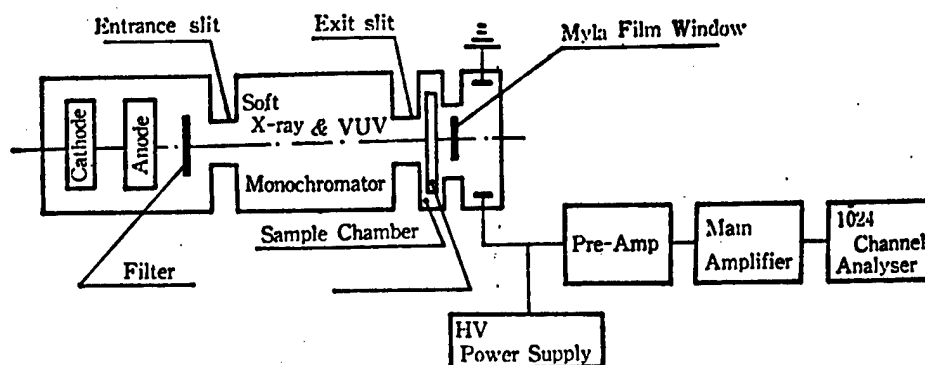 Entrance slit
Exit slit
Myla Film Window
Cathode
Anode
Soft
X-ray & VUV
Monochromator
Sample Chamber
Filter
Pre-Amp
Main
Amplifier
1024
Channel
Analyser
HV
Power Supply